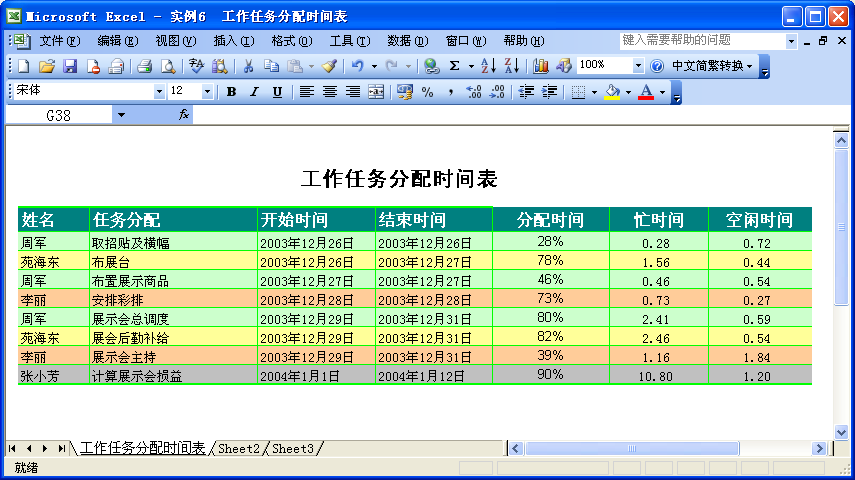 Microsoft Excel - 实例6 工作任务分配时间表
文件(F) 编辑(E) 视图(V) 插入(I) 格式(O) 工具(T) 数据(D) 窗口(W) 帮助(H) 键入需要帮助的问题
100% 中文简繁转换
宋体 12 B I U % ,
G38 fx
工作任务分配时间表
姓名 任务分配 开始时间 结束时间 分配时间 忙时间 空闲时间
周军 取招贴及横幅 2003年12月26日 2003年12月26日 28% 0.28 0.72
苑海东 布展台 2003年12月26日 2003年12月27日 78% 1.56 0.44
周军 布置展示商品 2003年12月27日 2003年12月27日 46% 0.46 0.54
李丽 安排彩排 2003年12月28日 2003年12月28日 73% 0.73 0.27
周军 展示会总调度 2003年12月29日 2003年12月31日 80% 2.41 0.59
苑海东 展会后勤补给 2003年12月29日 2003年12月31日 82% 2.46 0.54
李丽 展示会主持 2003年12月29日 2003年12月31日 39% 1.16 1.84
张小芳 计算展示会损益 2004年1月1日 2004年1月12日 90% 10.80 1.20
工作任务分配时间表 Sheet2 Sheet3
就绪